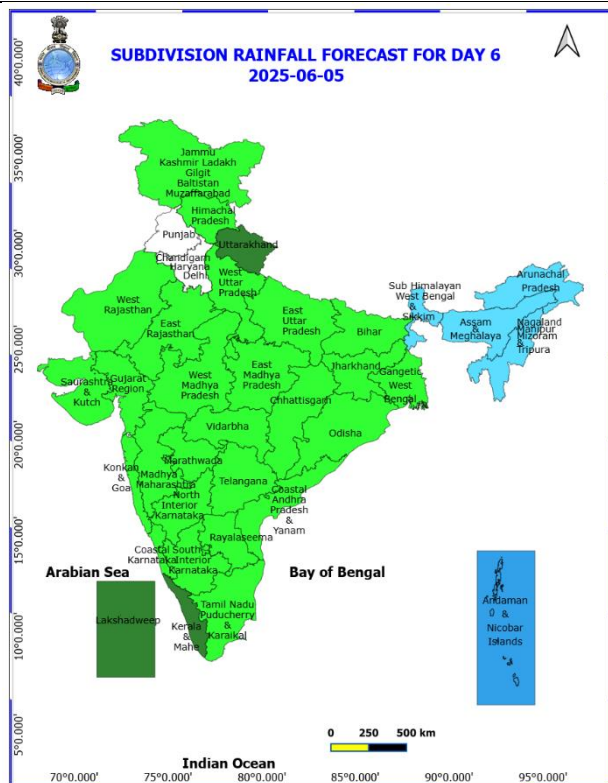 SUBDIVISION RAINFALL FORECAST FOR DAY 6
2025-06-05
40°0.000'
35°0.000'
30°0.000'
25°0.000'
20°0.000'
15°0.000'
10°0.000'
5°0.000'
Jammu
Kashmir Ladakh
Gilgit
Baltistan
Muzaffarabad
Himachal
Pradesh
Punjab
Uttarakhand
Chandigarh
Haryana
Delhi
West
Uttar
Pradesh
Arunachal
Pradesh
Sub Himalayan
West Bengal
&
Sikkim
West
Rajasthan
East
Rajasthan
East
Uttar
Pradesh
Bihar
Assam
&
Meghalaya
Nagaland
Manipur
Mizoram
&
Tripura
Saurashtra
&
Kutch
Gujarat
Region
West
Madhya
Pradesh
East
Madhya
Pradesh
Jharkhand
Gangetic
West
Bengal
Chhattisgarh
Vidarbha
Odisha
Konkan
&
Goa
Marathwada
Madhya
Maharashtra
North
Interior
Karnataka
Telangana
Coastal
Andhra
Pradesh
&
Yanam
Rayalaseema
Coastal
Karnataka
South
Interior
Karnataka
Arabian Sea
Bay of Bengal
Lakshadweep
Kerala
&
Mahe
Tamil Nadu
Puducherry
&
Karaikal
Andaman
&
Nicobar
Islands
0 250 500 km
Indian Ocean
70°0.000' 75°0.000' 80°0.000' 85°0.000' 90°0.000' 95°0.000'